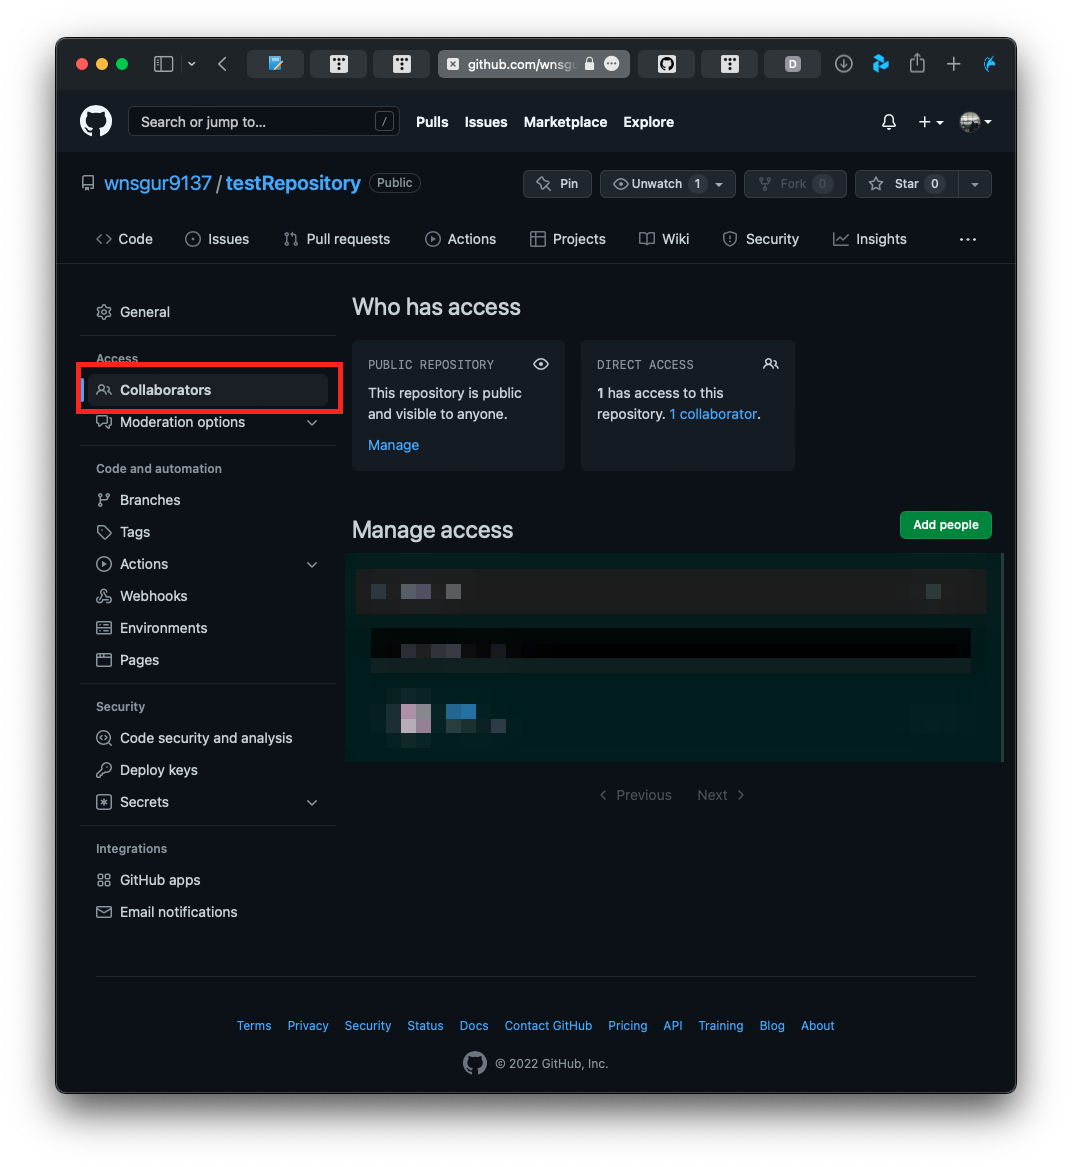 github.com/wnsgu
D
Search or jump to... /
Pulls Issues Marketplace Explore
wnsgur9137 / testRepository Public
Pin Unwatch 1 Fork 0 Star 0
Code Issues Pull requests Actions Projects Wiki Security Insights
General
Access
Collaborators
Moderation options
Code and automation
Branches
Tags
Actions
Webhooks
Environments
Pages
Security
Code security and analysis
Deploy keys
Secrets
Integrations
GitHub apps
Email notifications
Who has access
PUBLIC REPOSITORY
This repository is public
and visible to anyone.
Manage
DIRECT ACCESS
1 has access to this
repository. 1 collaborator.
Manage access
Add people
Previous Next
Terms Privacy Security Status Docs Contact GitHub Pricing API Training Blog About
© 2022 GitHub, Inc.